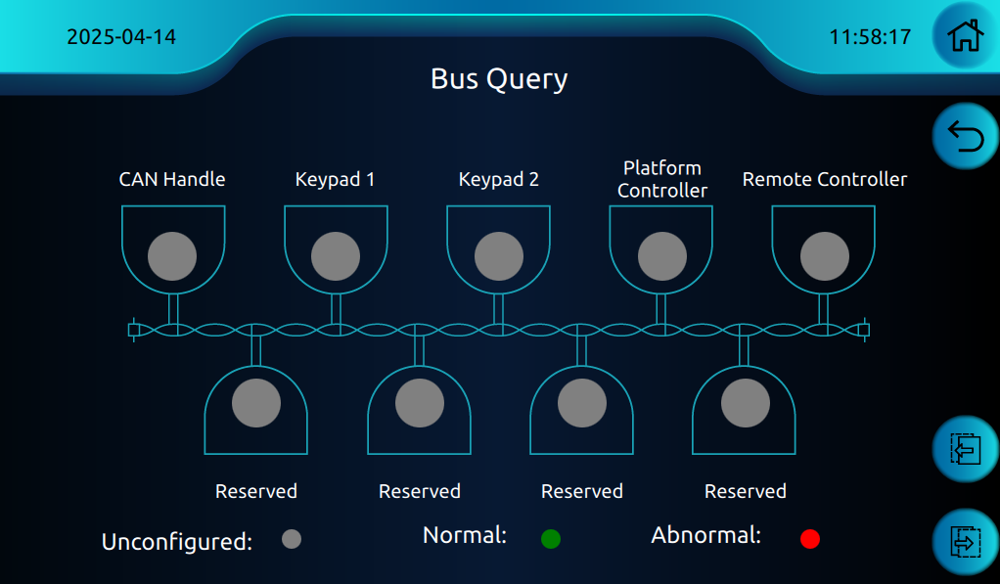 2025-04-14
11:58:17
Bus Query
CAN Handle
Keypad 1
Keypad 2
Platform
Controller
Remote Controller
Reserved
Reserved
Reserved
Reserved
Unconfigured:
Normal:
Abnormal: